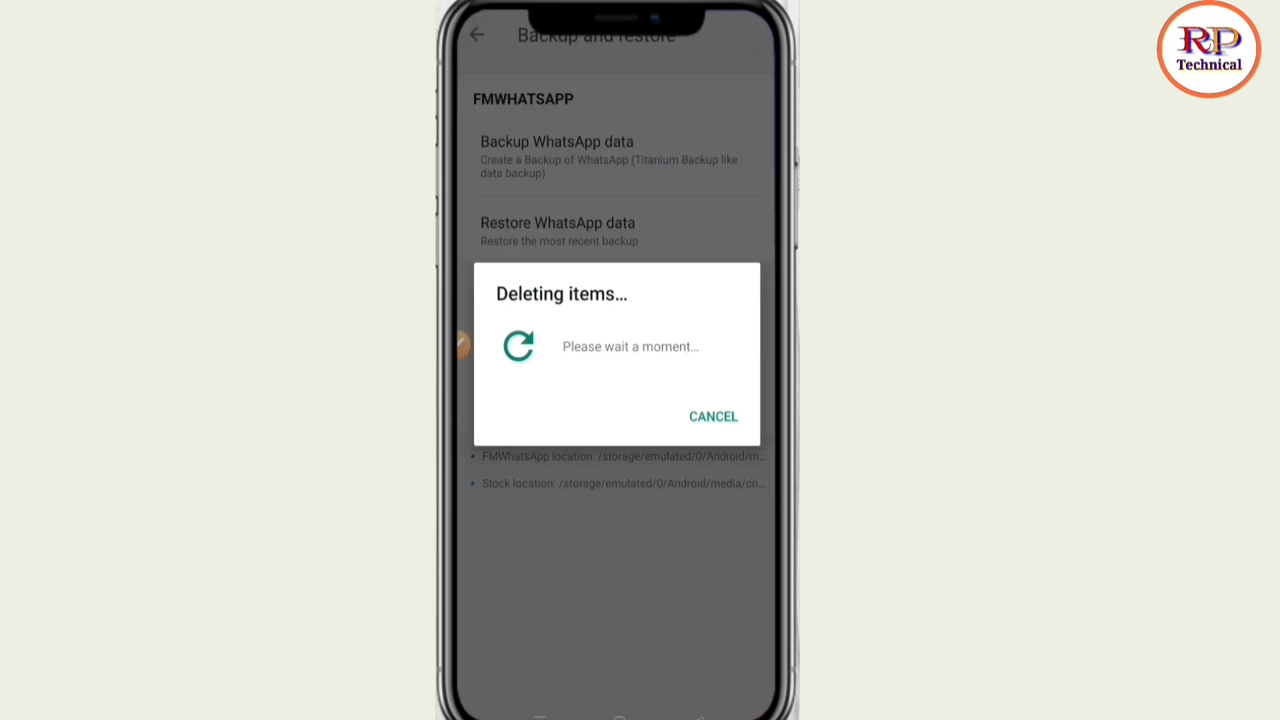 Backup and restore
RP
Technical
FMWHATSAPP
Backup WhatsApp data
Create a Backup of WhatsApp (Titanium Backup like
data backup)
Restore WhatsApp data
Restore the most recent backup
Deleting items...
Please wait a moment...
CANCEL
• FMWhatsApp location: /storage/emulated/0/Android/m...
• Stock location: /storage/emulated/0/Android/media/co...